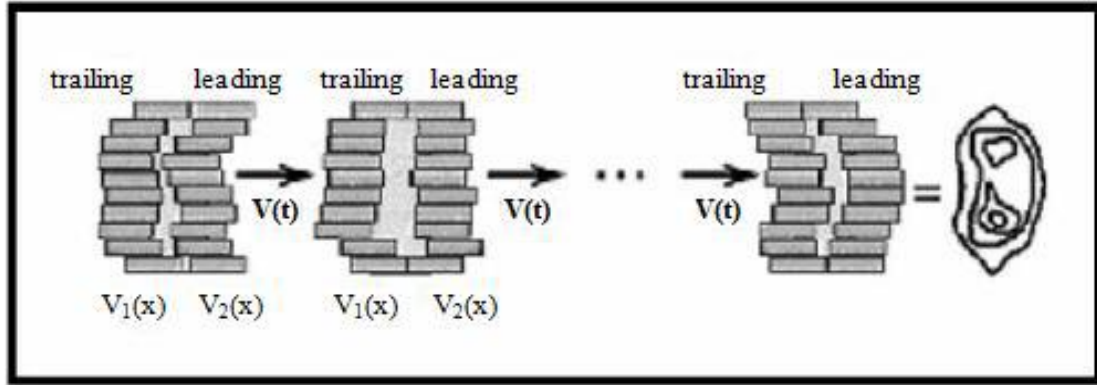 trailing leading trailing leading trailing leading
V(t) V(t) ... V(t) =
V₁(x) V₂(x) V₁(x) V₂(x)